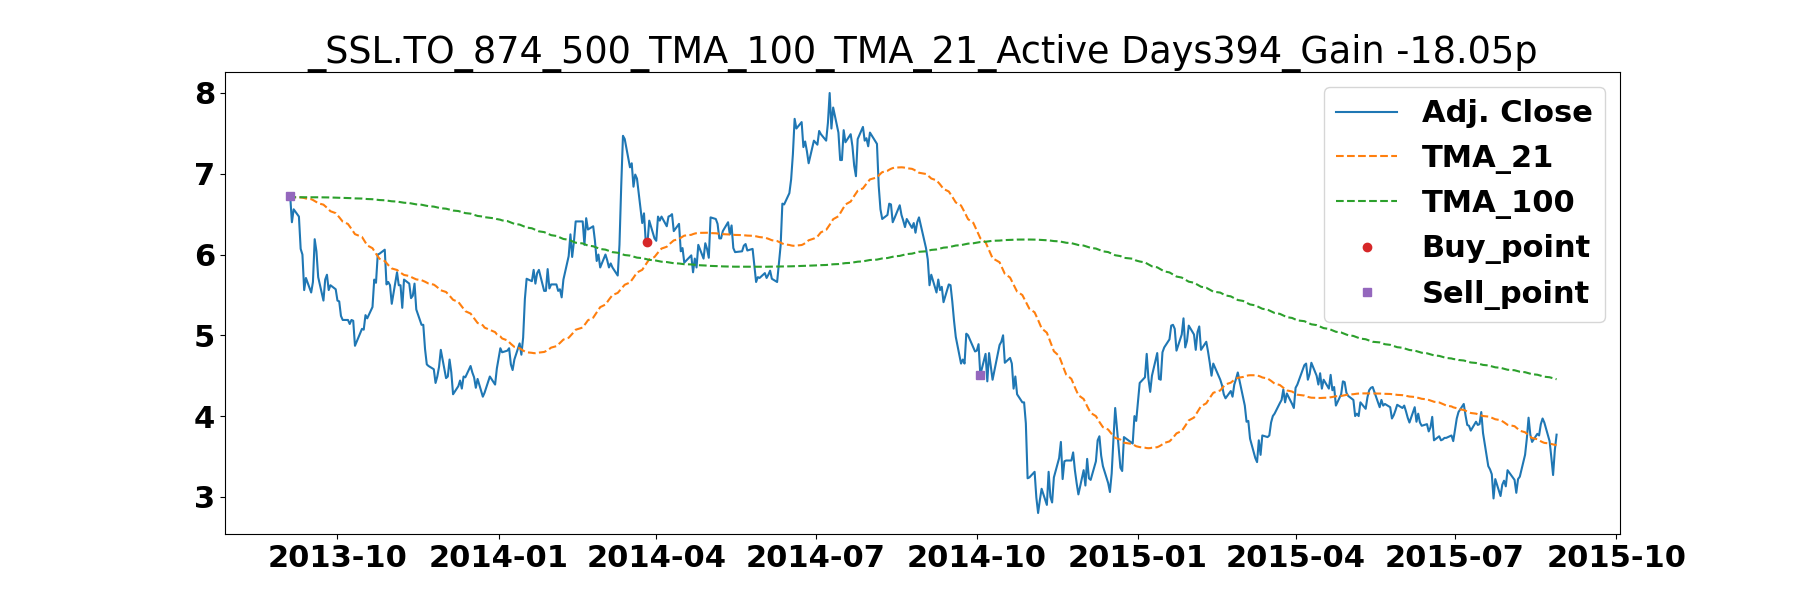 _SSL.TO_874_500_TMA_100_TMA_21_Active Days394_Gain -18.05p
8
7
6
5
4
3
Adj. Close
TMA_21
TMA_100
Buy_point
Sell_point
2013-10 2014-01 2014-04 2014-07 2014-10 2015-01 2015-04 2015-07 2015-10